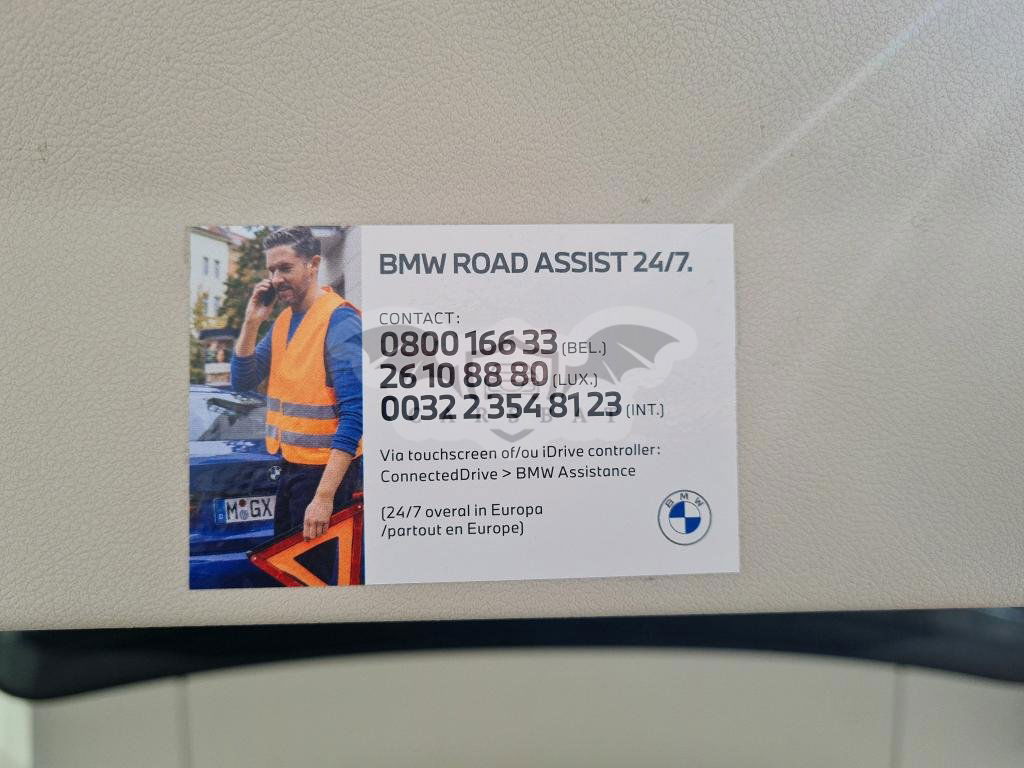 BMW ROAD ASSIST 24/7.
CONTACT:
0800 166 33 (BEL.)
26 10 88 80 (LUX.)
0032 2 354 81 23 (INT.)
CARSBAT
Via touchscreen of/ou iDrive controller:
ConnectedDrive > BMW Assistance
(24/7 overal in Europa
/partout en Europe)
BMW
M GX